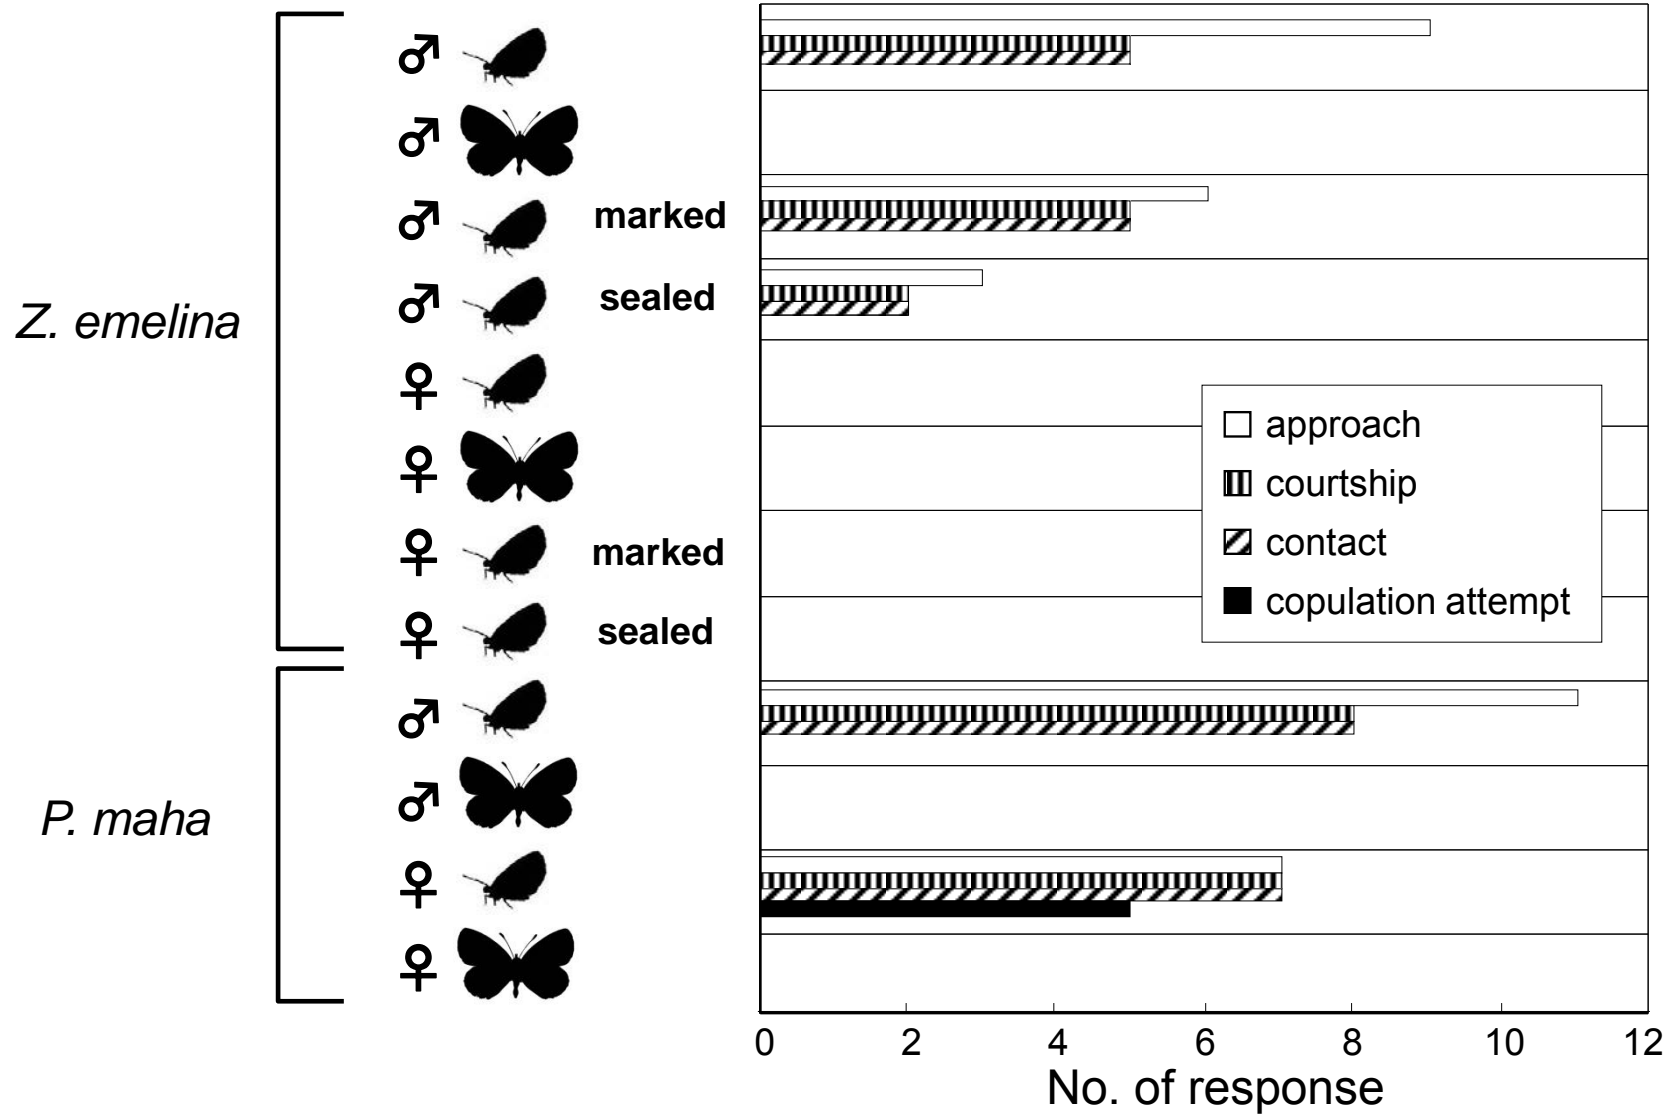 ♂
♂
♂ marked
♂ sealed
Z. emelina
♀
♀
♀ marked
♀ sealed
approach
courtship
contact
copulation attempt
♂
♂
P. maha
♀
♀
0 2 4 6 8 10 12
No. of response